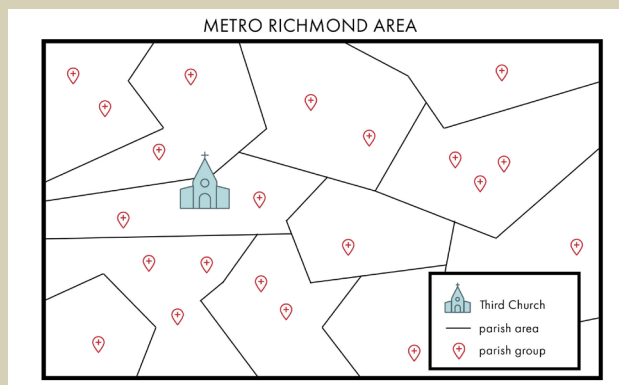 METRO RICHMOND AREA
Third Church
parish area
parish group